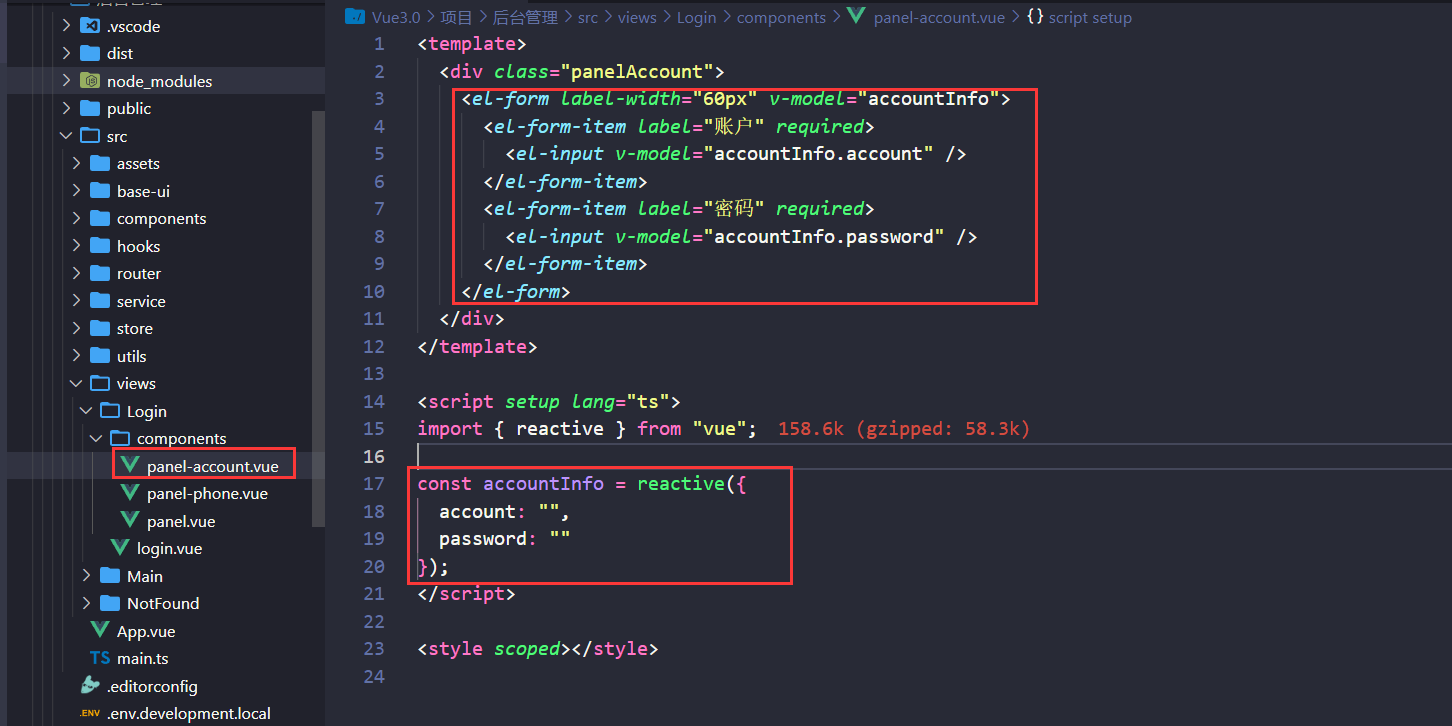 后台管理
.vscode
dist
node_modules
public
src
assets
base-ui
components
hooks
router
service
store
utils
views
Login
components
panel-account.vue
panel-phone.vue
panel.vue
login.vue
Main
NotFound
App.vue
TS main.ts
.editorconfig
.ENV .env.development.local
Vue3.0 > 项目 > 后台管理 > src > views > Login > components > panel-account.vue > {} script setup
1 <template>
2 <div class="panelAccount">
3 <el-form label-width="60px" v-model="accountInfo">
4 <el-form-item label="账户" required>
5 <el-input v-model="accountInfo.account" />
6 </el-form-item>
7 <el-form-item label="密码" required>
8 <el-input v-model="accountInfo.password" />
9 </el-form-item>
10 </el-form>
11 </div>
12 </template>
13
14 <script setup lang="ts">
15 import { reactive } from "vue"; 158.6k (gzipped: 58.3k)
16
17 const accountInfo = reactive({
18 account: "",
19 password: ""
20 });
21 </script>
22
23 <style scoped></style>
24